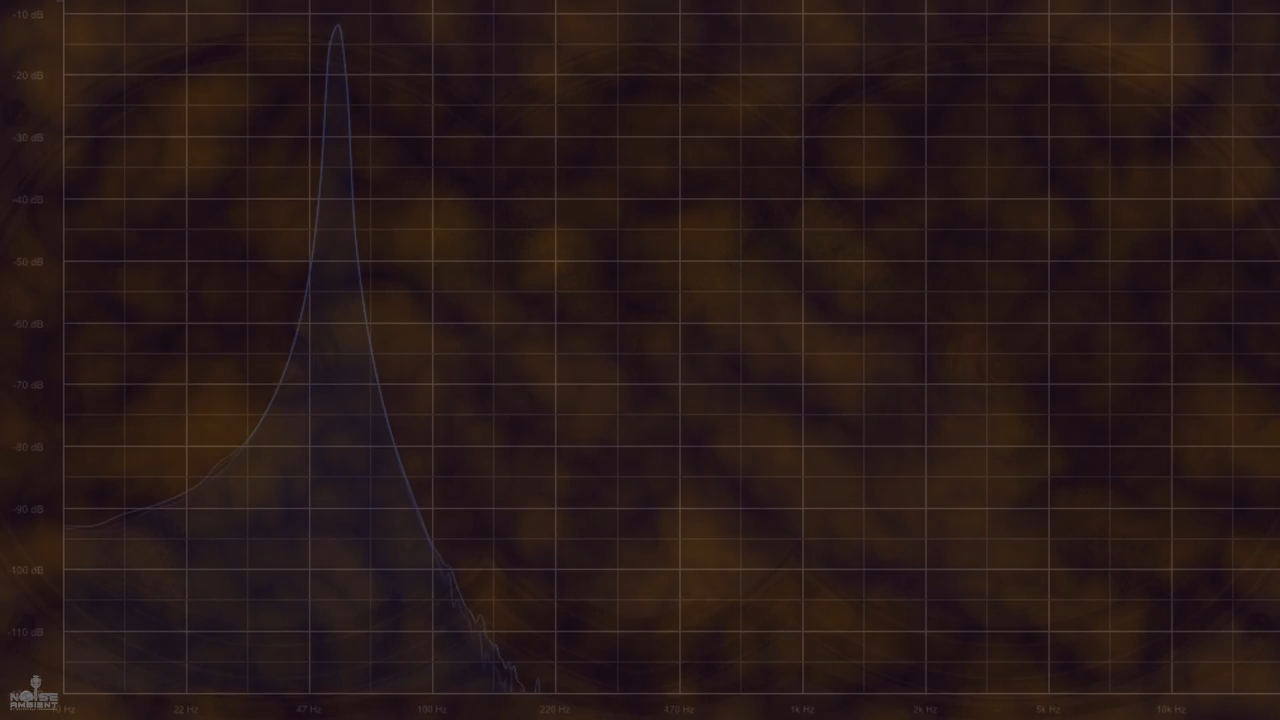 -10 dB
-20 dB
-30 dB
-40 dB
-50 dB
-60 dB
-70 dB
-80 dB
-90 dB
-100 dB
-110 dB
NOISE
AMBIENT
22 Hz 47 Hz 100 Hz 220 Hz 470 Hz 1k Hz 2k Hz 5k Hz 10k Hz